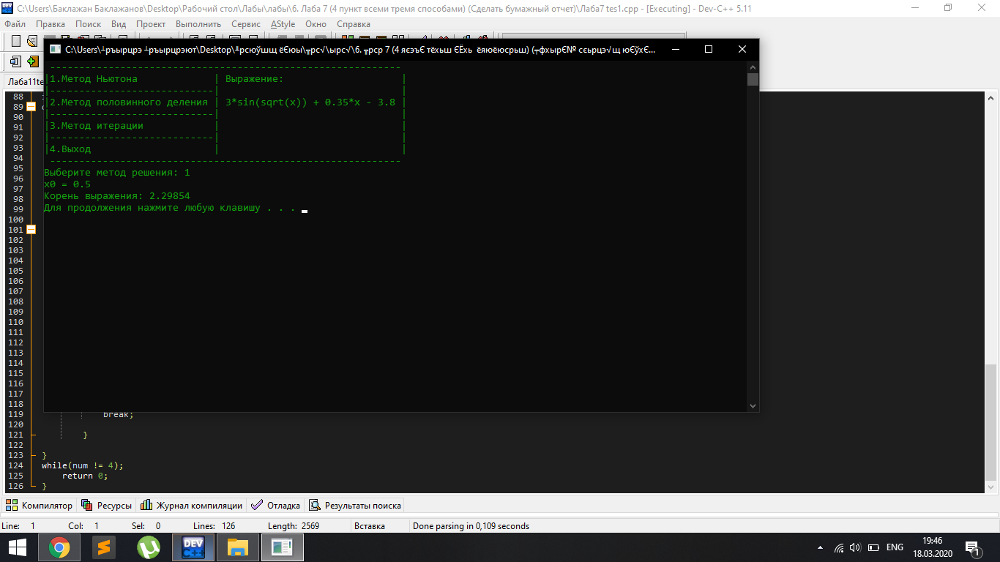 C:\Users\Баклажан Баклажанов\Desktop\Рабочий стол\Лабы\лабы\6. Лаба 7 (4 пункт всеми тремя способами) (Сделать бумажный отчет)\Лаба7 tes1.cpp - [Executing] - Dev-C++ 5.11
Файл Правка Поиск Вид Проект Выполнить Сервис AStyle Окно Справка
Лаба11te
C:\Users\┴ръырцрэ ┴ръырцрэют\Desktop\╨рсюўшщ ёЄюы\╦рс√\ырс√\6. ╦рср 7 (4 яєэъЄ тёхьш ЄЁхь  ёяюёюсрьш) (╤фхырЄ№ сєьрцэ√щ юЄўхЄ...
-----------------------------------------------------------
|1.Метод Ньютона | Выражение: |
|----------------------------| |
|2.Метод половинного деления | 3*sin(sqrt(x)) + 0.35*x - 3.8 |
|----------------------------| |
|3.Метод итерации | |
|----------------------------| |
|4.Выход | |
-----------------------------------------------------------
Выберите метод решения: 1
x0 = 0.5
Корень выражения: 2.29854
Для продолжения нажмите любую клавишу . . .
88
89
90
91
92
93
94
95
96
97
98
99
100
101
102
103
104
105
106
107
108
109
110
111
112
113
114
115
116
117
118
119 break;
120
121 }
122
123 }
124 while(num != 4);
125 return 0;
126 }
Компилятор Ресурсы Журнал компиляции Отладка Результаты поиска
Line: 1 Col: 1 Sel: 0 Lines: 126 Length: 2569 Вставка Done parsing in 0,109 seconds
DEV C++
ENG
19:46
18.03.2020
1